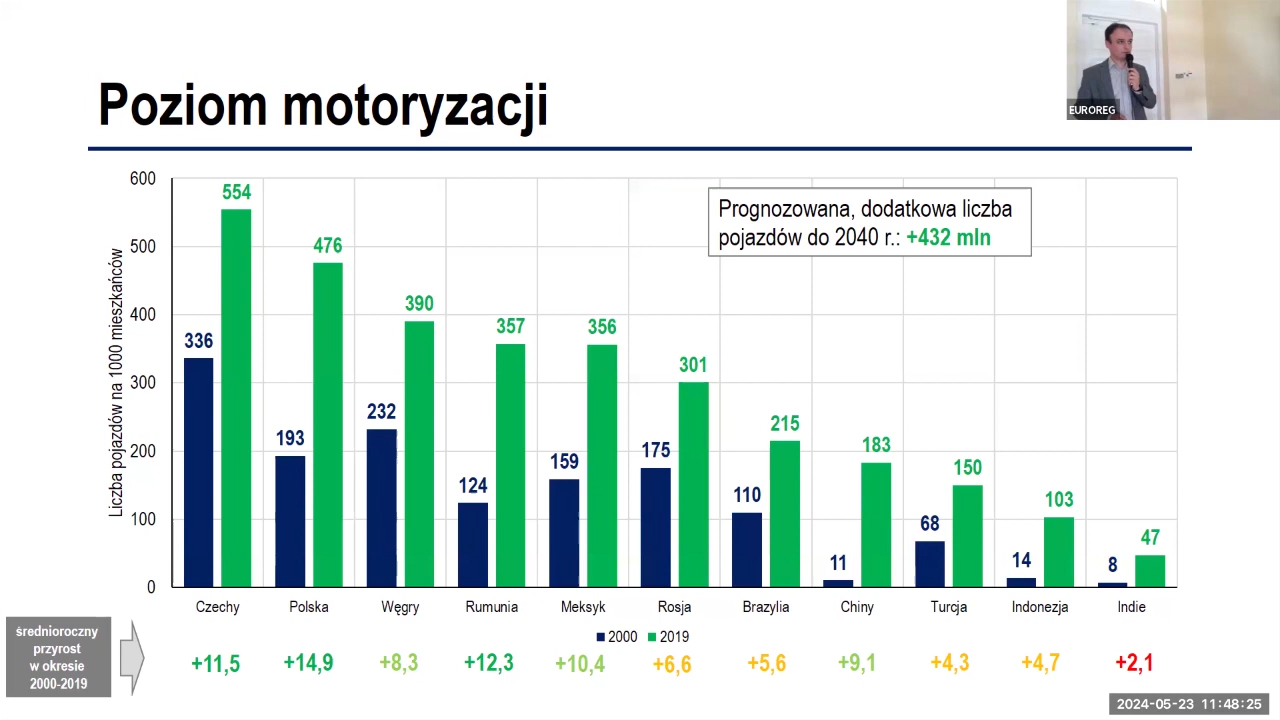 EUROREG
Poziom motoryzacji
Prognozowana, dodatkowa liczba
pojazdów do 2040 r.: +432 mln
Liczba pojazdów na 1000 mieszkańców
600
500
400
300
200
100
0
336 554
193 476
232 390
124 357
159 356
175 301
110 215
11 183
68 150
14 103
8 47
Czechy Polska Węgry Rumunia Meksyk Rosja Brazylia Chiny Turcja Indonezja Indie
2000 2019
średnioroczny
przyrost
w okresie
2000-2019
+11,5 +14,9 +8,3 +12,3 +10,4 +6,6 +5,6 +9,1 +4,3 +4,7 +2,1
2024-05-23 11:48:25